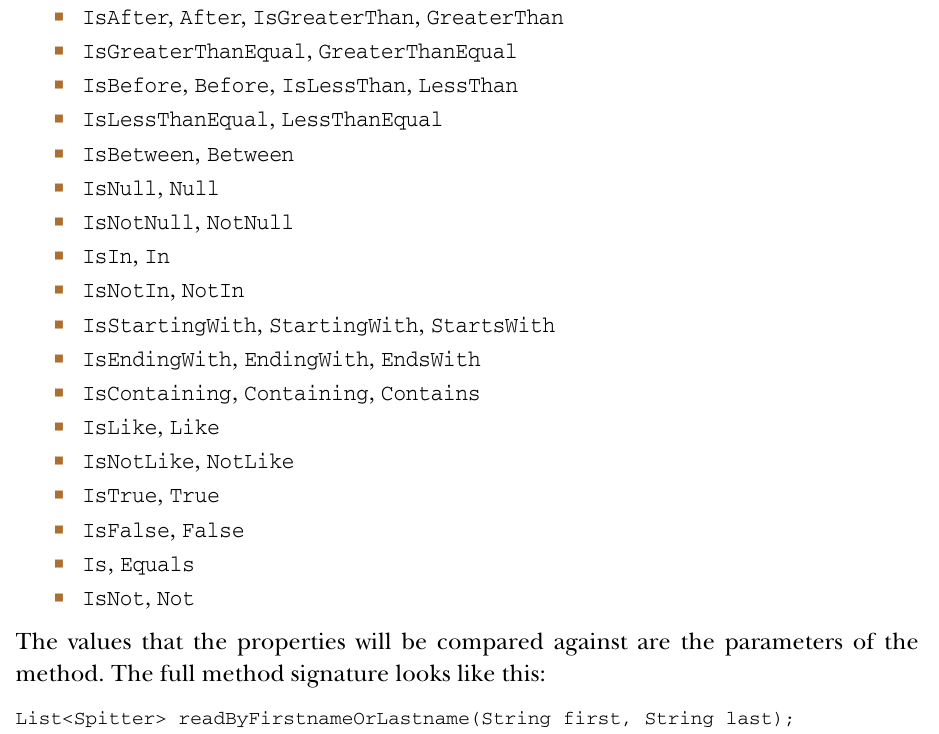 ■ IsAfter, After, IsGreaterThan, GreaterThan
■ IsGreaterThanEqual, GreaterThanEqual
■ IsBefore, Before, IsLessThan, LessThan
■ IsLessThanEqual, LessThanEqual
■ IsBetween, Between
■ IsNull, Null
■ IsNotNull, NotNull
■ IsIn, In
■ IsNotIn, NotIn
■ IsStartingWith, StartingWith, StartsWith
■ IsEndingWith, EndingWith, EndsWith
■ IsContaining, Containing, Contains
■ IsLike, Like
■ IsNotLike, NotLike
■ IsTrue, True
■ IsFalse, False
■ Is, Equals
■ IsNot, Not
The values that the properties will be compared against are the parameters of the
method. The full method signature looks like this:
List<Spitter> readByFirstnameOrLastname(String first, String last);